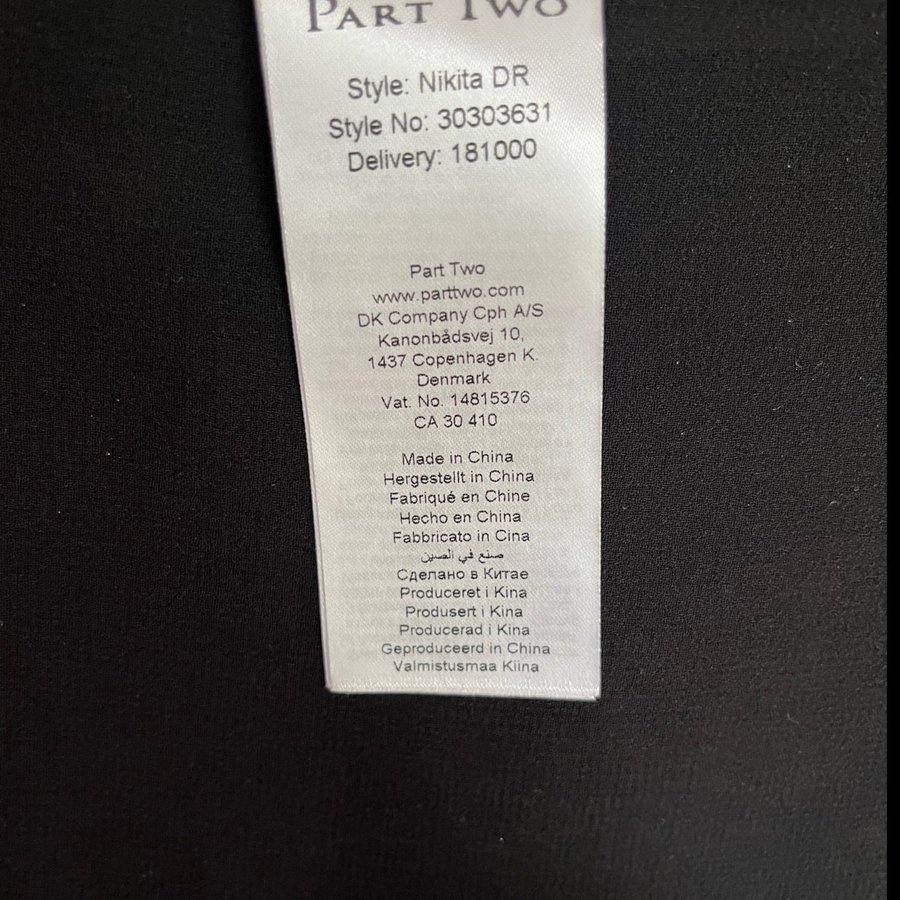 PART TWO
Style: Nikita DR
Style No: 30303631
Delivery: 181000
Part Two
www.parttwo.com
DK Company Cph A/S
Kanonbådsvej 10,
1437 Copenhagen K.
Denmark
Vat. No. 14815376
CA 30 410
Made in China
Hergestellt in China
Fabriqué en Chine
Hecho en China
Fabbricato in Cina
صنع في الصين
Сделано в Китае
Produceret i Kina
Produsert i Kina
Producerad i Kina
Geproduceerd in China
Valmistusmaa Kiina